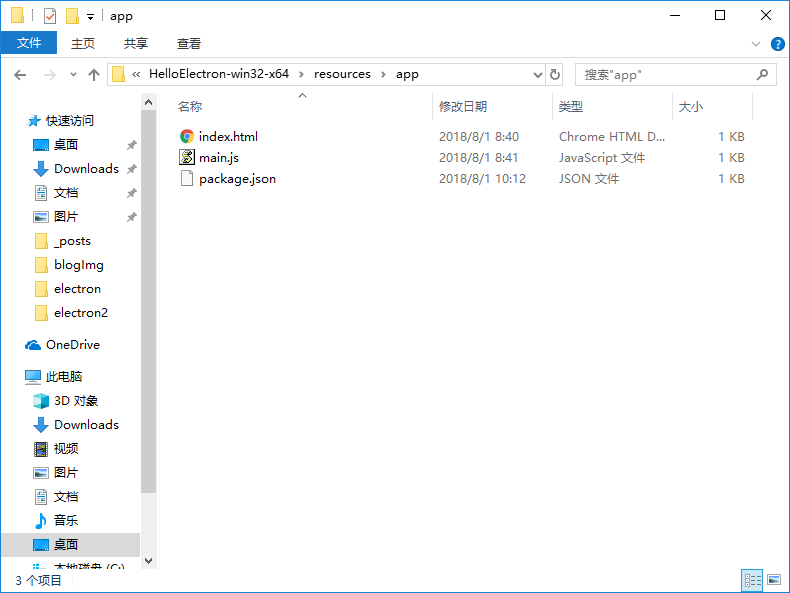 app
文件 主页 共享 查看
« HelloElectron-win32-x64 › resources › app 搜索"app"
名称 修改日期 类型 大小
index.html 2018/8/1 8:40 Chrome HTML D... 1 KB
main.js 2018/8/1 8:41 JavaScript 文件 1 KB
package.json 2018/8/1 10:12 JSON 文件 1 KB
快速访问
桌面
Downloads
文档
图片
_posts
blogImg
electron
electron2
OneDrive
此电脑
3D 对象
Downloads
视频
图片
文档
音乐
桌面
本地磁盘 (C:)
3 个项目